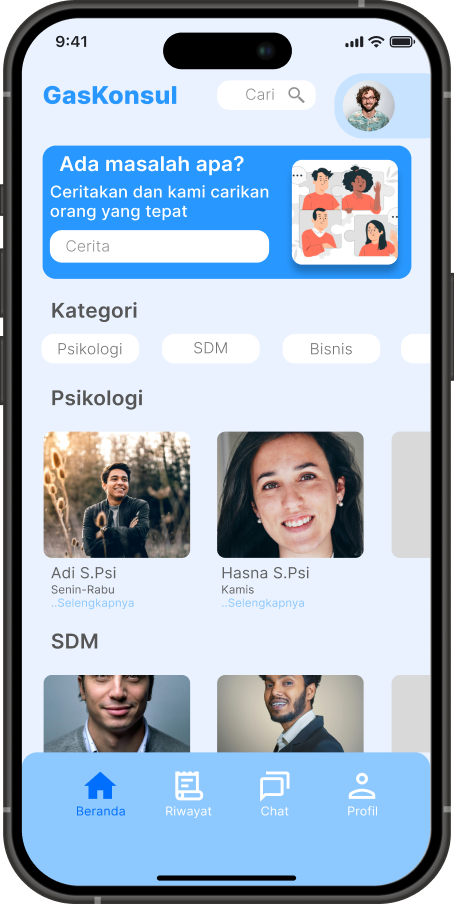 9:41
GasKonsul
Cari
Ada masalah apa?
Ceritakan dan kami carikan
orang yang tepat
Cerita
Kategori
Psikologi
SDM
Bisnis
Psikologi
Adi S.Psi
Senin-Rabu
..Selengkapnya
Hasna S.Psi
Kamis
..Selengkapnya
SDM
Beranda
Riwayat
Chat
Profil